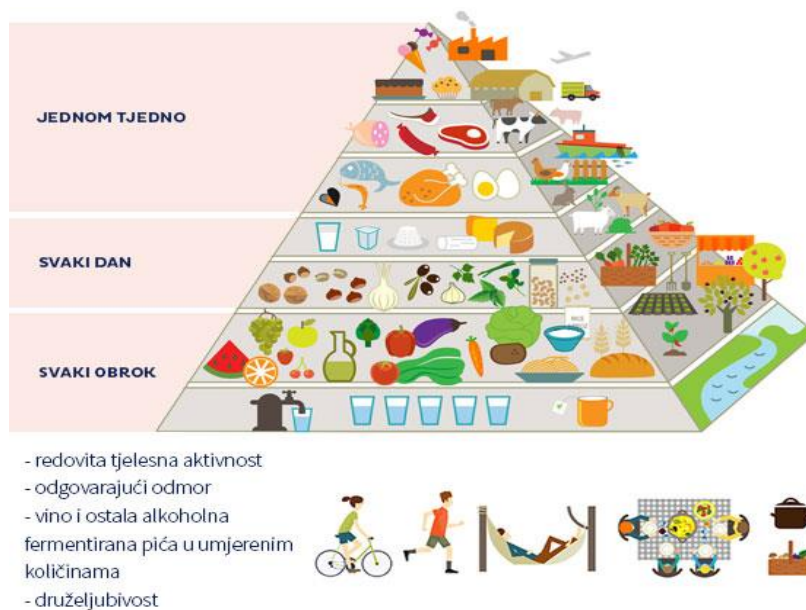 JEDNOM TJEDNO
SVAKI DAN
SVAKI OBROK
- redovita tjelesna aktivnost
- odgovarajući odmor
- vino i ostala alkoholna
fermentirana pića u umjerenim
količinama
- druželjubivost